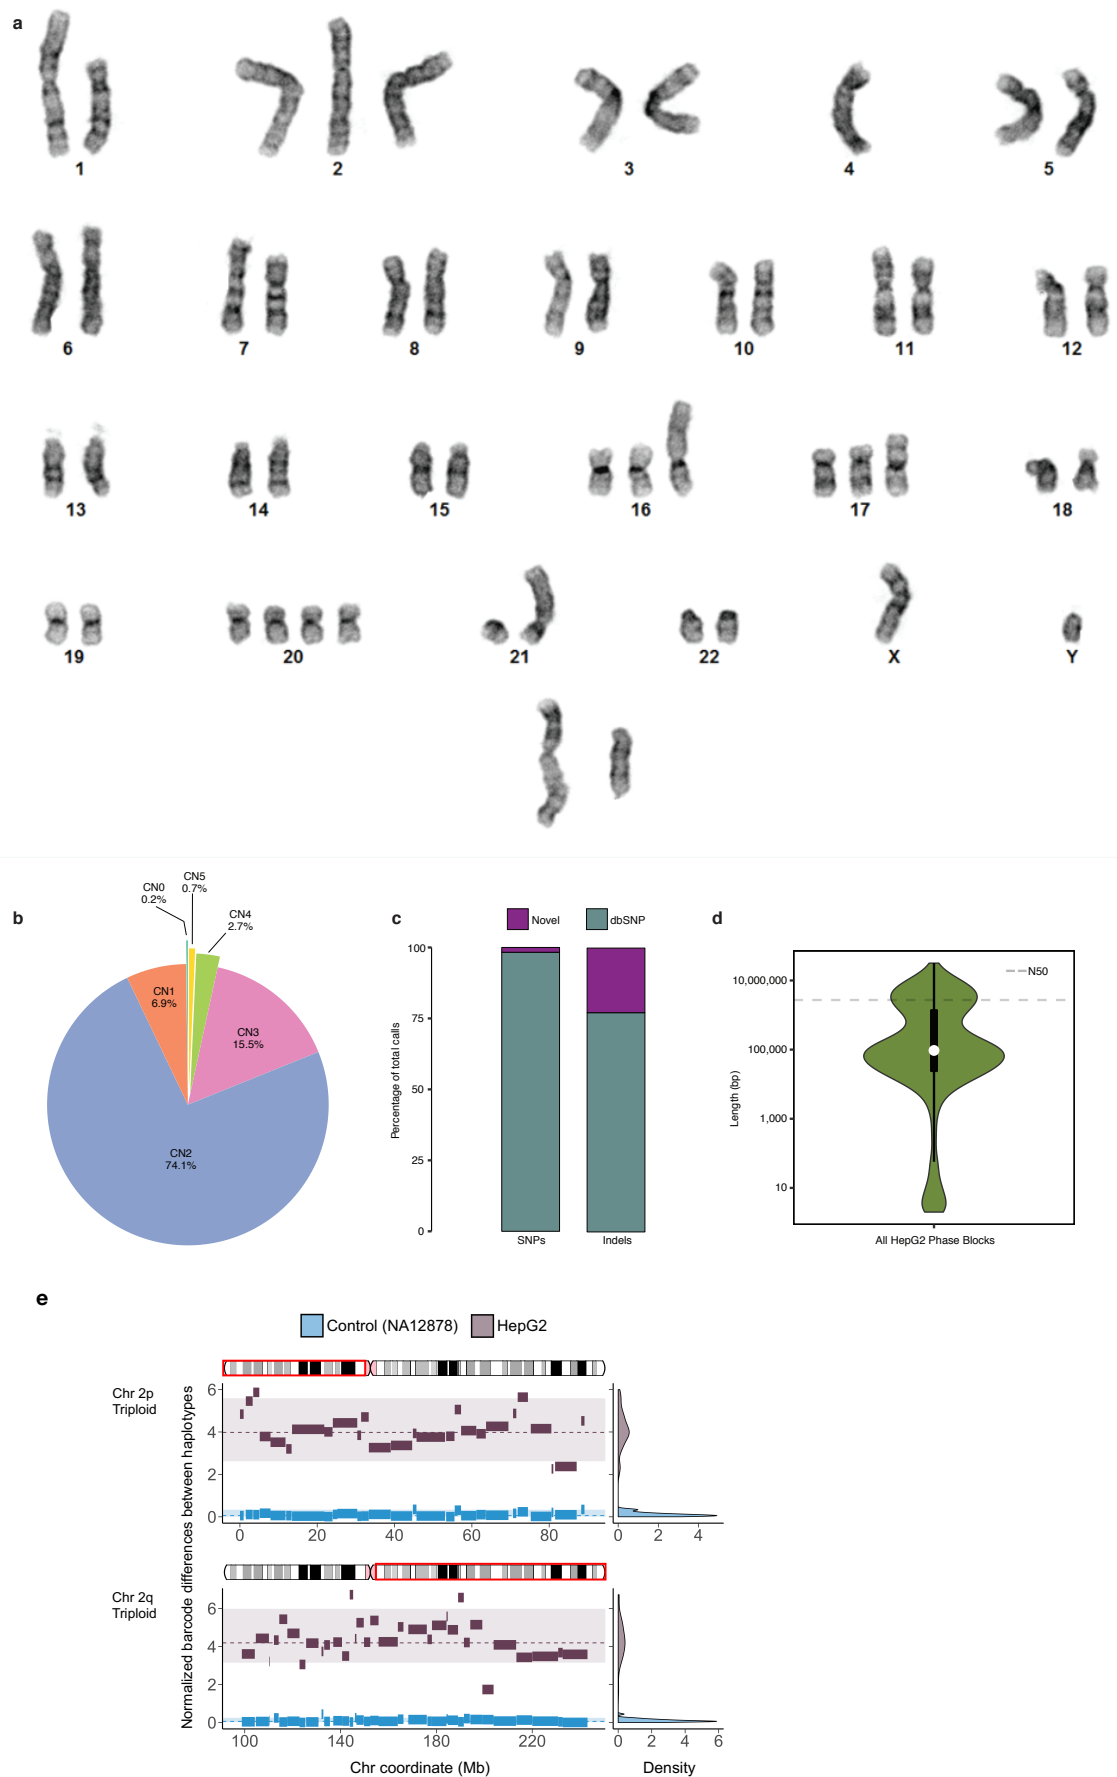 a
1
2
3
4
5
6
7
8
9
10
11
12
13
14
15
16
17
18
19
20
21
22
X
Y
b
CN0
0.2%
CN5
0.7%
CN4
2.7%
CN1
6.9%
CN3
15.5%
CN2
74.1%
c
Novel
dbSNP
Percentage of total calls
100
75
50
25
0
SNPs
Indels
d
N50
Length (bp)
10,000,000
100,000
1,000
10
All HepG2 Phase Blocks
e
Control (NA12878)
HepG2
Normalized barcode differences between haplotypes
Chr 2p
Triploid
6
4
2
0
0 20 40 60 80
0 2 4
Chr 2q
Triploid
6
4
2
0
100 140 180 220
0 2 4 6
Chr coordinate (Mb)
Density